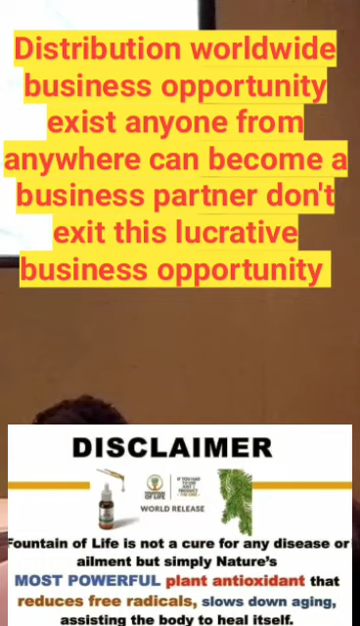 Distribution worldwide
business opportunity
exist anyone from
anywhere can become a
business partner don't
exit this lucrative
business opportunity
DISCLAIMER
WORLD RELEASE
Fountain of Life is not a cure for any disease or
ailment but simply Nature's
MOST POWERFUL plant antioxidant that
reduces free radicals, slows down aging,
assisting the body to heal itself.